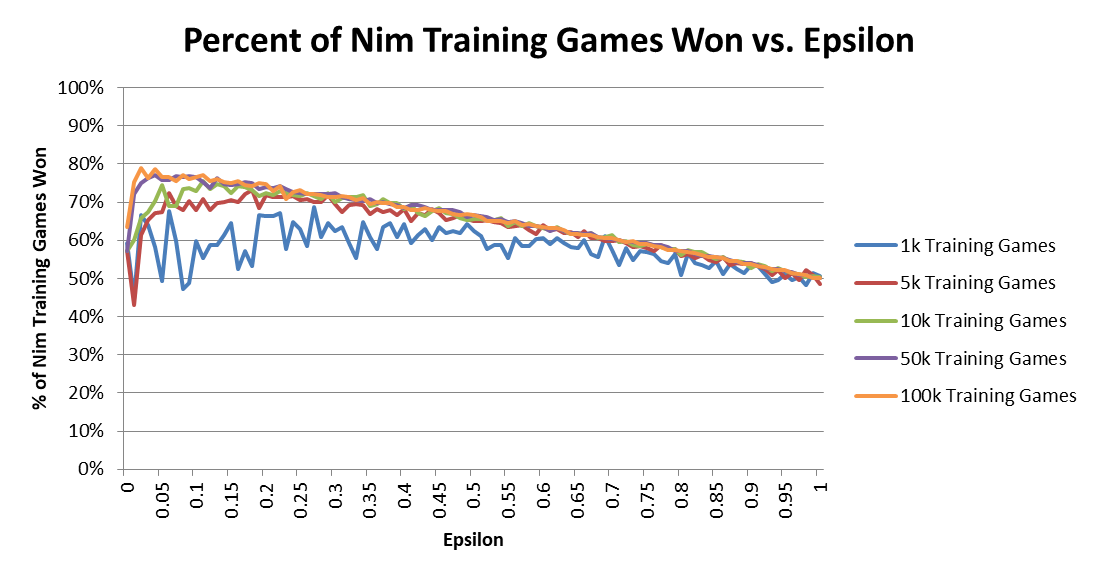 Percent of Nim Training Games Won vs. Epsilon
% of Nim Training Games Won
100%
90%
80%
70%
60%
50%
40%
30%
20%
10%
0%
0 0.05 0.1 0.15 0.2 0.25 0.3 0.35 0.4 0.45 0.5 0.55 0.6 0.65 0.7 0.75 0.8 0.85 0.9 0.95 1
Epsilon
1k Training Games
5k Training Games
10k Training Games
50k Training Games
100k Training Games